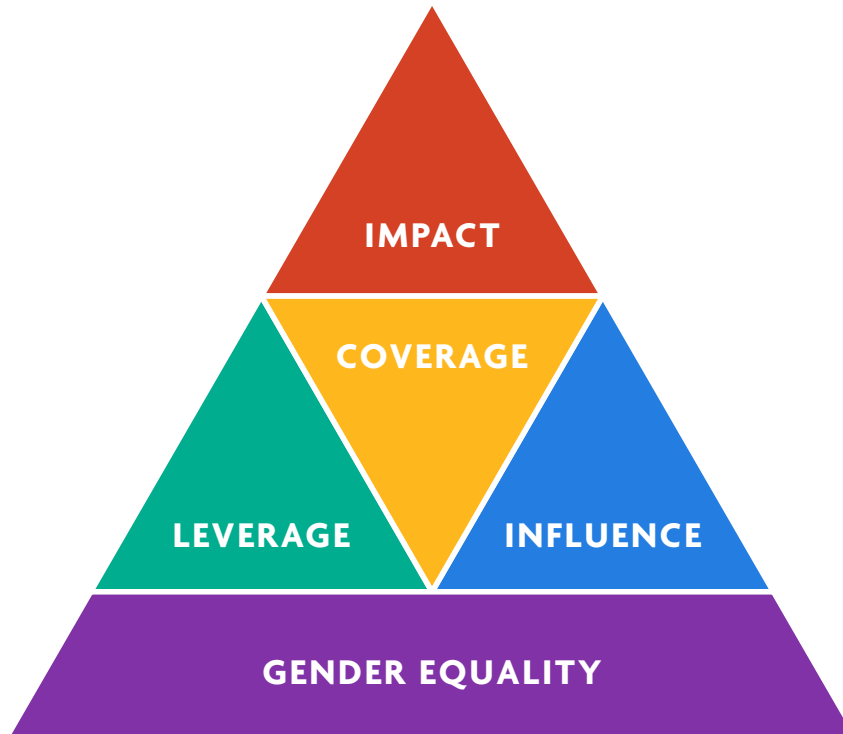 IMPACT
COVERAGE
LEVERAGE
INFLUENCE
GENDER EQUALITY